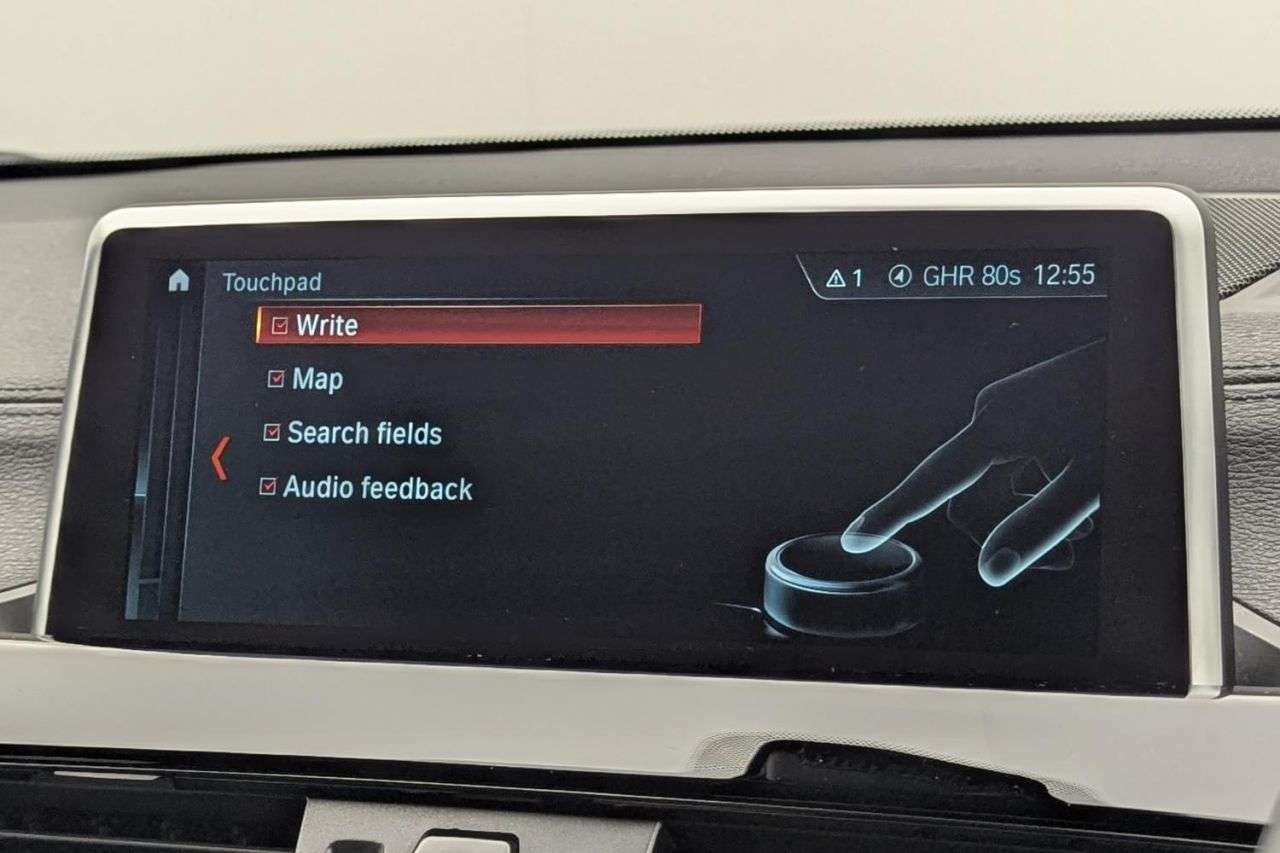 Touchpad
1 GHR 80s 12:55
Write
Map
Search fields
Audio feedback